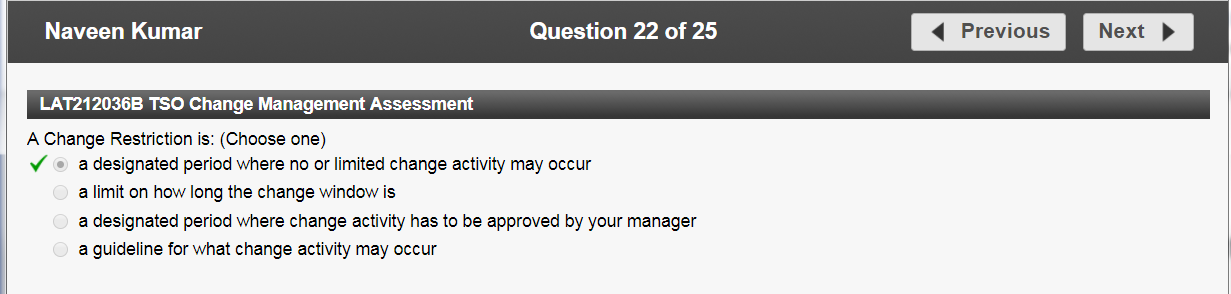 Naveen Kumar
Question 22 of 25
Previous
Next
LAT212036B TSO Change Management Assessment
A Change Restriction is: (Choose one)
a designated period where no or limited change activity may occur
a limit on how long the change window is
a designated period where change activity has to be approved by your manager
a guideline for what change activity may occur